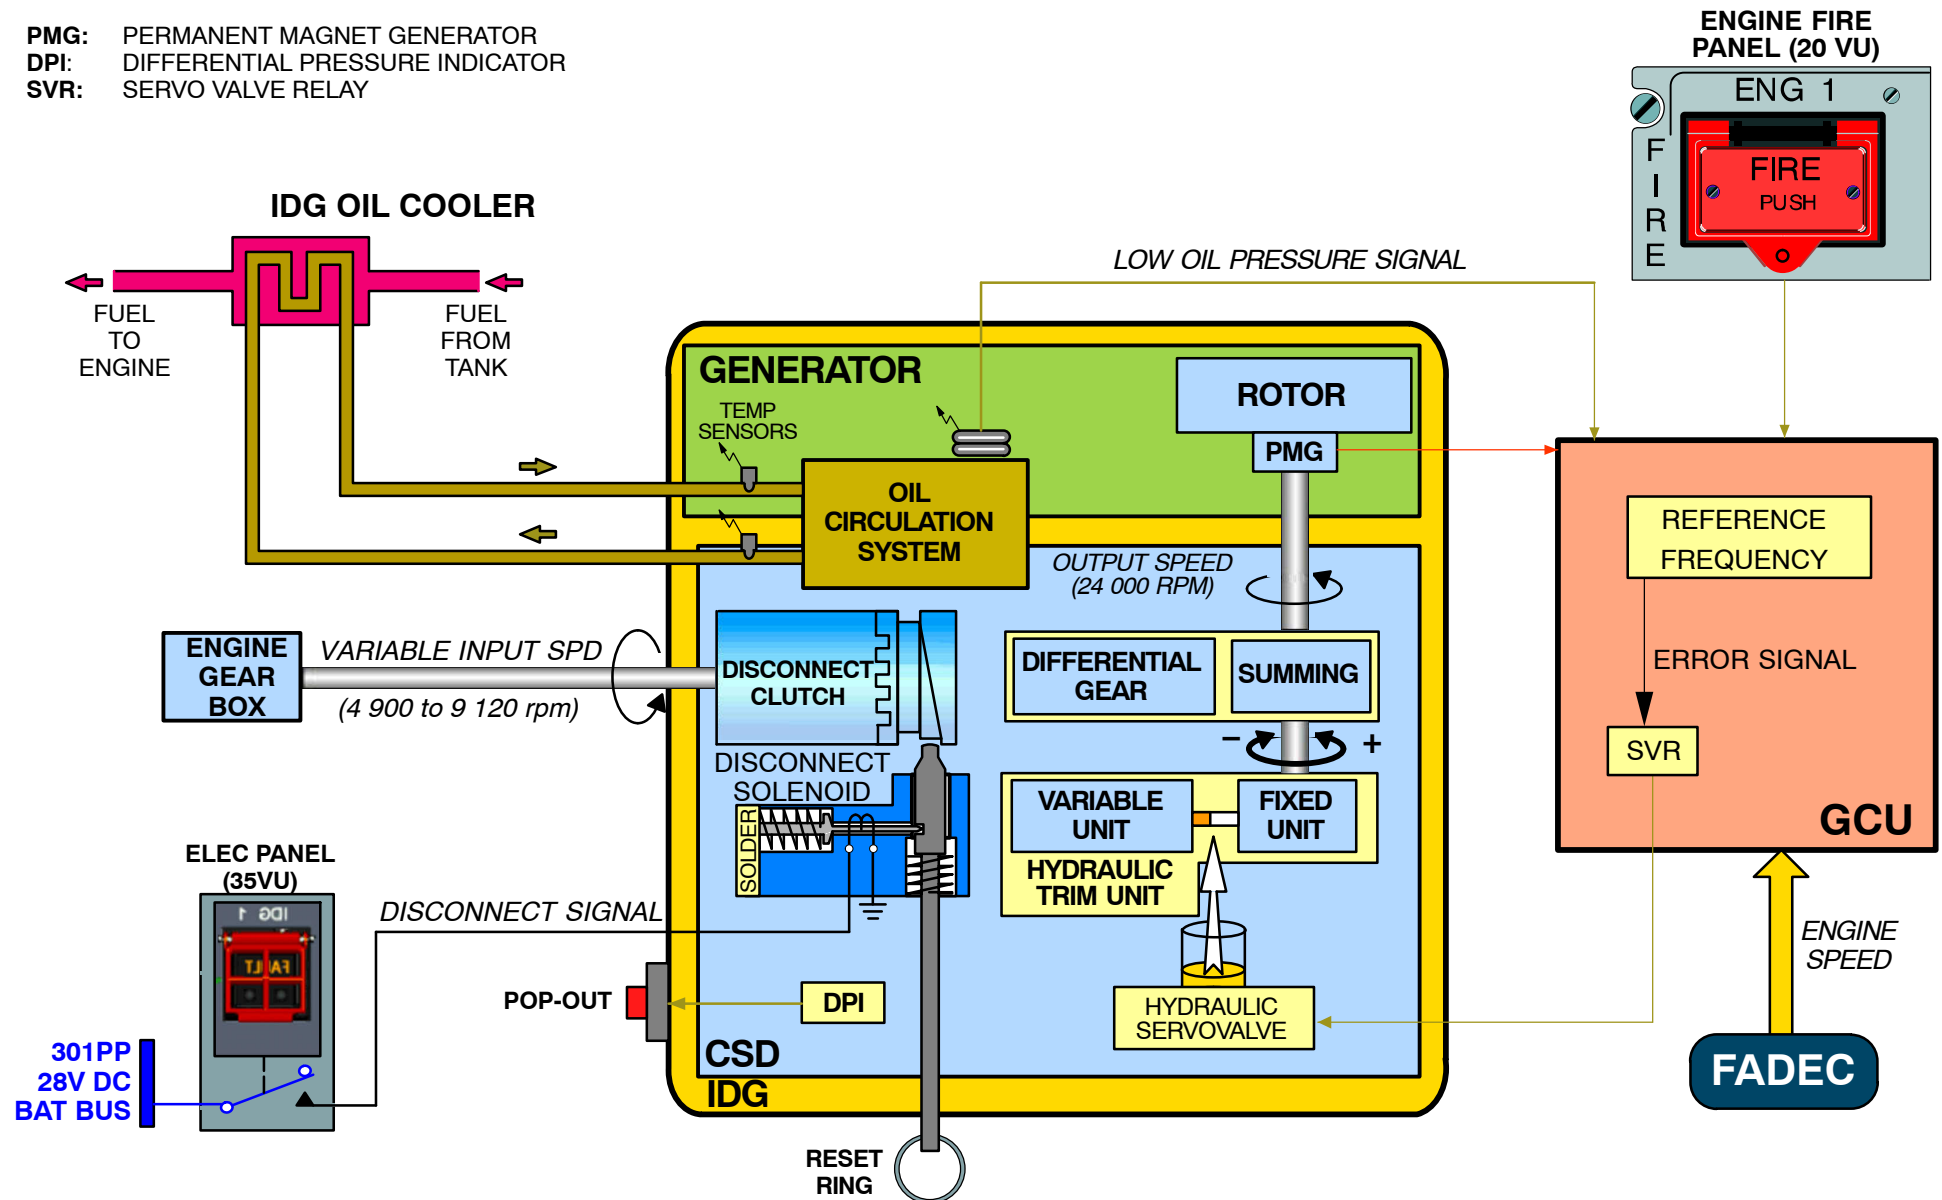 PMG: PERMANENT MAGNET GENERATOR
DPI: DIFFERENTIAL PRESSURE INDICATOR
SVR: SERVO VALVE RELAY
ENGINE FIRE
PANEL (20 VU)
ENG 1
FIRE
FIRE
PUSH
IDG OIL COOLER
FUEL
TO
ENGINE
FUEL
FROM
TANK
LOW OIL PRESSURE SIGNAL
GENERATOR
TEMP
SENSORS
ROTOR
PMG
OIL
CIRCULATION
SYSTEM
OUTPUT SPEED
(24 000 RPM)
REFERENCE
FREQUENCY
ERROR SIGNAL
SVR
GCU
ENGINE
GEAR
BOX
VARIABLE INPUT SPD
(4 900 to 9 120 rpm)
DISCONNECT
CLUTCH
DIFFERENTIAL
GEAR
SUMMING
− +
DISCONNECT
SOLENOID
SOLDER
VARIABLE
UNIT
FIXED
UNIT
HYDRAULIC
TRIM UNIT
ELEC PANEL
(35VU)
IDG 1
FAULT
DISCONNECT SIGNAL
POP-OUT
DPI
HYDRAULIC
SERVOVALVE
ENGINE
SPEED
FADEC
301PP
28V DC
BAT BUS
CSD
IDG
RESET
RING